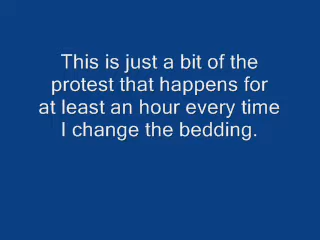 This is just a bit of the
protest that happens for
at least an hour every time
I change the bedding.